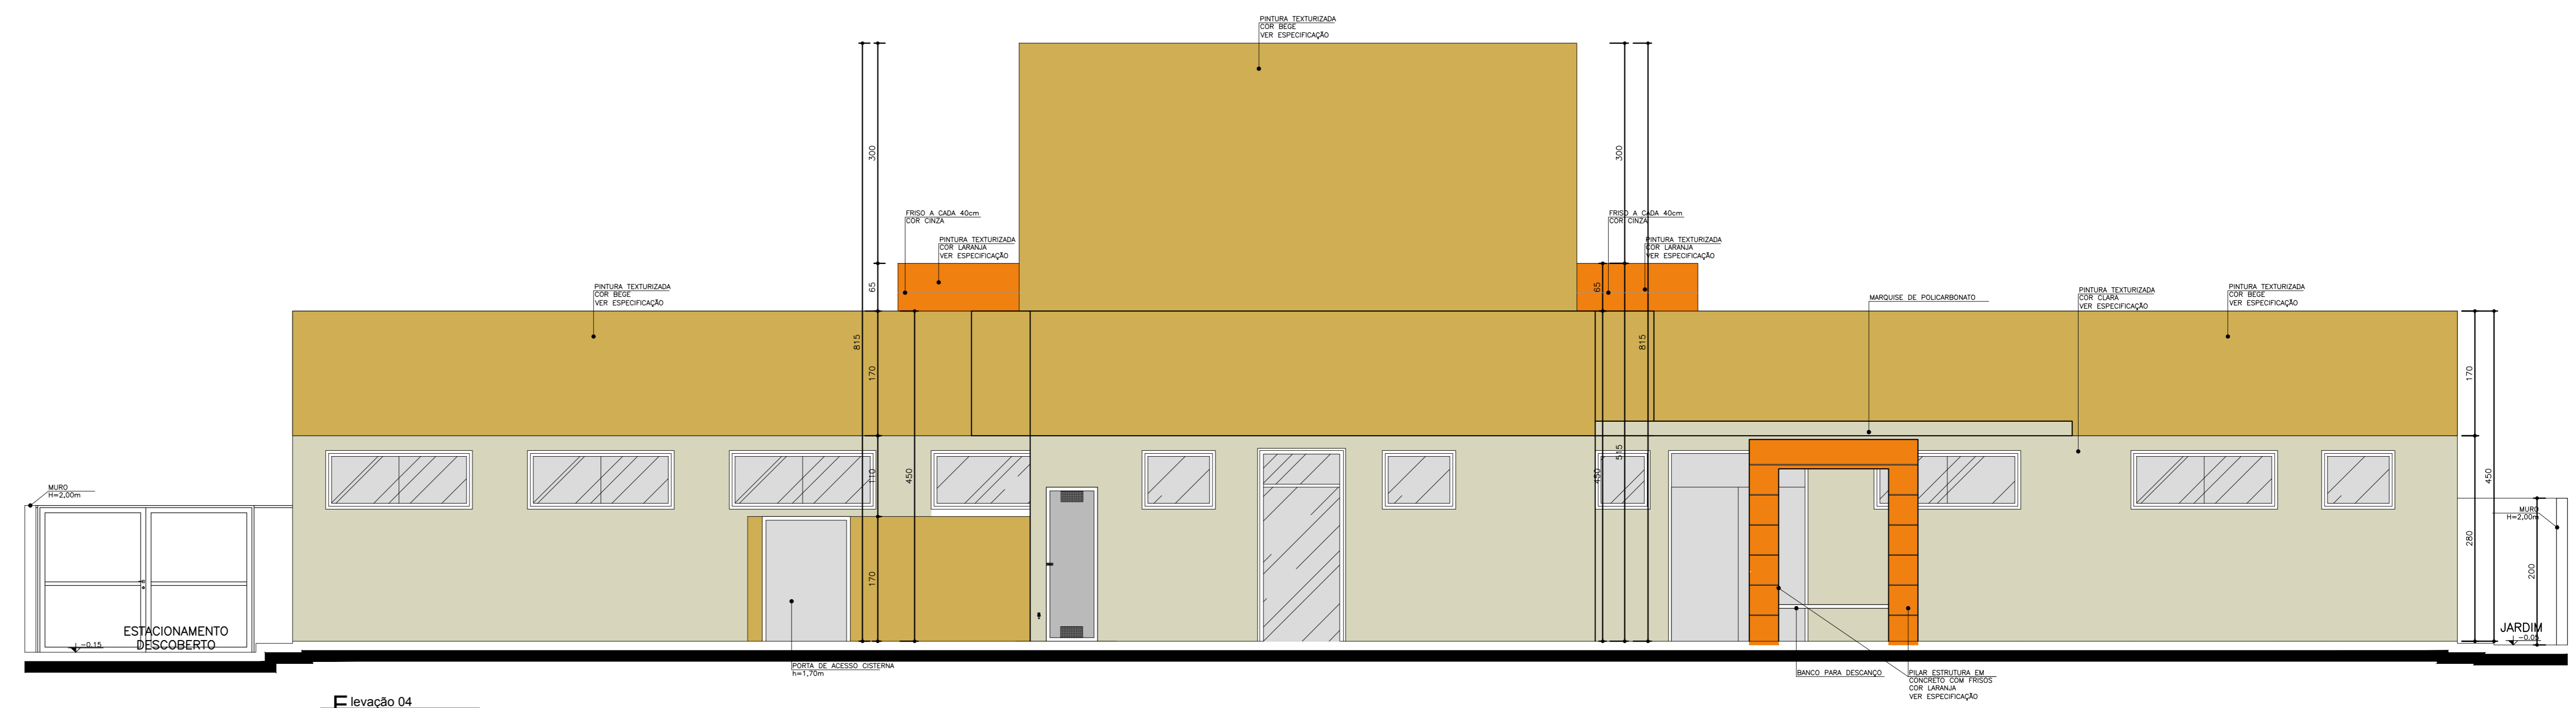 PINTURA TEXTURIZADA
COR BEGE
VER ESPECIFICAÇÃO
300
300
FRISO A CADA 40cm
COR CINZA
PINTURA TEXTURIZADA
COR LARANJA
VER ESPECIFICAÇÃO
FRISO A CADA 40cm
COR CINZA
PINTURA TEXTURIZADA
COR LARANJA
VER ESPECIFICAÇÃO
PINTURA TEXTURIZADA
COR BEGE
VER ESPECIFICAÇÃO
65
65
MARQUISE DE POLICARBONATO
PINTURA TEXTURIZADA
COR CLARA
VER ESPECIFICAÇÃO
PINTURA TEXTURIZADA
COR BEGE
VER ESPECIFICAÇÃO
815
170
815
170
110
450
450
515
450
MURO
H=2,00m
MURO
H=2,00m
170
280
200
ESTACIONAMENTO
DESCOBERTO
-0.15
JARDIM
-0.05
PORTA DE ACESSO CISTERNA
h=1,70m
BANCO PARA DESCANÇO
PILAR ESTRUTURA EM
CONCRETO COM FRISOS
COR LARANJA
VER ESPECIFICAÇÃO
Elevação 04